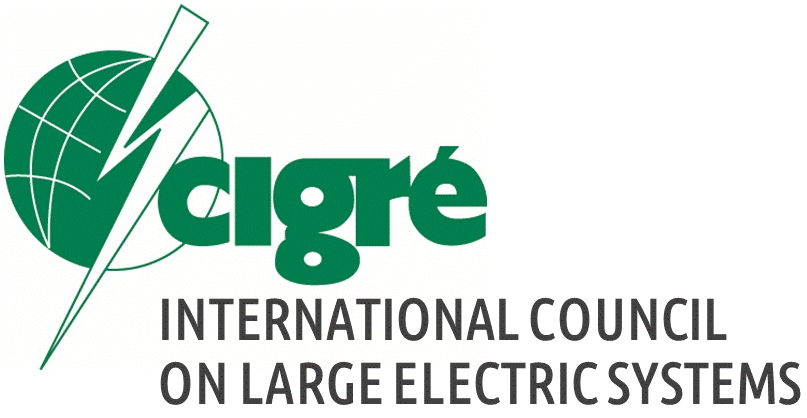 cigré
INTERNATIONAL COUNCIL
ON LARGE ELECTRIC SYSTEMS